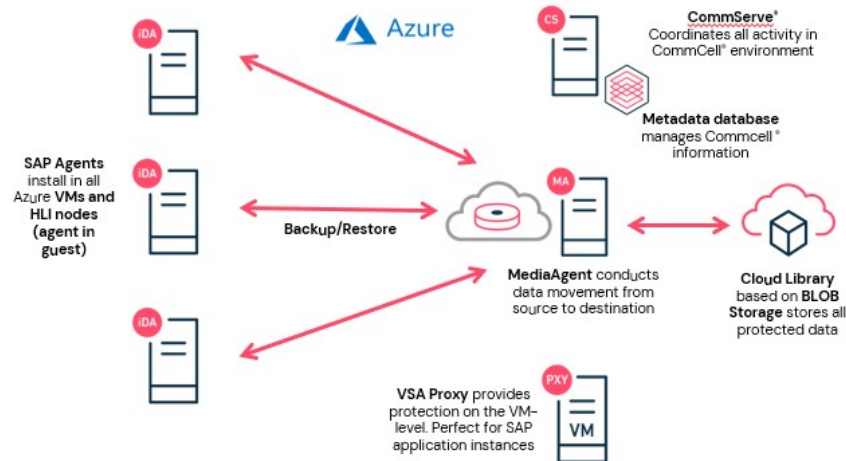 iDA
Azure
CS
CommServe®
Coordinates all activity in
CommCell® environment
Metadata database
manages Commcell®
information
SAP Agents
install in all
Azure VMs and
HLI nodes
(agent in
guest)
iDA
Backup/Restore
MA
MediaAgent conducts
data movement from
source to destination
Cloud Library
based on BLOB
Storage stores all
protected data
iDA
VSA Proxy provides
protection on the VM-
level. Perfect for SAP
application instances
PXY
VM